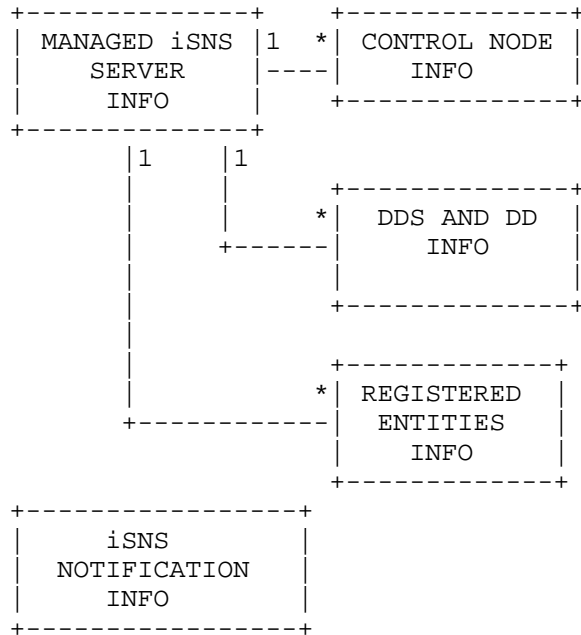 MANAGED iSNS 1 * CONTROL NODE
SERVER INFO
INFO
1 1
* DDS AND DD
INFO
* REGISTERED
ENTITIES
INFO
iSNS
NOTIFICATION
INFO